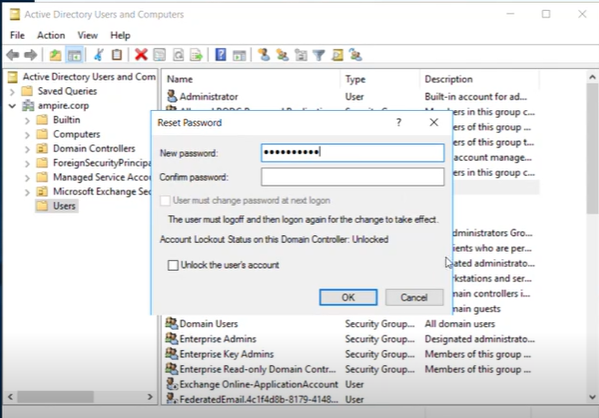 Active Directory Users and Computers
File Action View Help
Active Directory Users and Com
Saved Queries
ampire.corp
Builtin
Computers
Domain Controllers
ForeignSecurityPrincipa
Managed Service Accou
Microsoft Exchange Sec
Users
Name Type Description
Administrator User Built-in account for ad...
Members in this group c...
Members of this group ...
account manage...
Members in this group c...
Reset Password
New password:
Confirm password:
User must change password at next logon
The user must logoff and then logon again for the change to take effect.
Account Lockout Status on this Domain Controller: Unlocked
Unlock the user's account
OK Cancel
dministrators Gro...
ients who are per...
nated administrato...
rkstations and ser...
main controllers i...
main guests
Domain Users Security Group... All domain users
Enterprise Admins Security Group... Designated administrato...
Enterprise Key Admins Security Group... Members of this group ...
Enterprise Read-only Domain Contr... Security Group... Members of this group ...
Exchange Online-ApplicationAccount User
FederatedEmail.4c1f4d8b-8179-4148... User